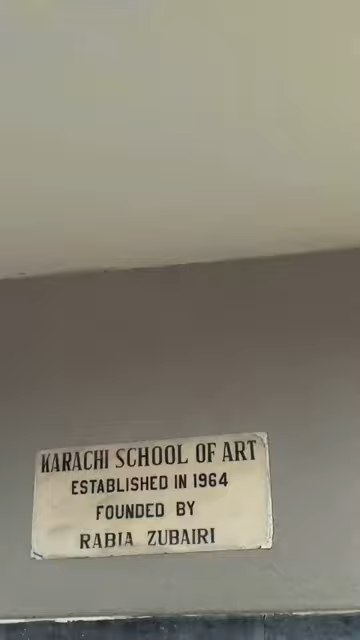 KARACHI SCHOOL OF ART
ESTABLISHED IN 1964
FOUNDED BY
RABIA ZUBAIRI